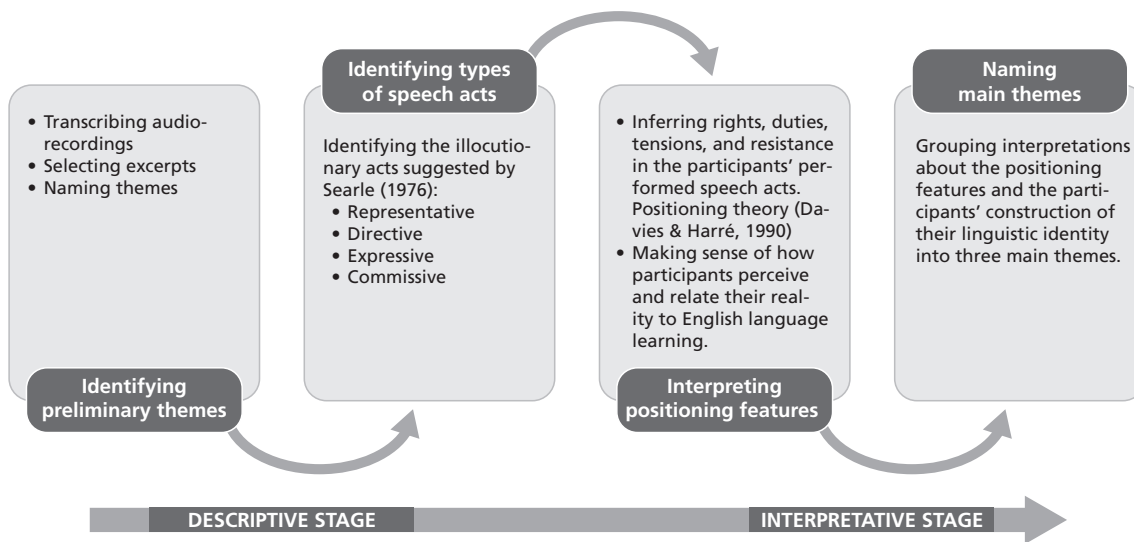 • Transcribing audio-
recordings
• Selecting excerpts
• Naming themes
Identifying
preliminary themes
Identifying types
of speech acts
Identifying the illocutio-
nary acts suggested by
Searle (1976):
• Representative
• Directive
• Expressive
• Commissive
• Inferring rights, duties,
tensions, and resistance
in the participants’ per-
formed speech acts.
Positioning theory (Da-
vies & Harré, 1990)
• Making sense of how
participants perceive
and relate their real-
ity to English language
learning.
Interpreting
positioning features
Naming
main themes
Grouping interpretations
about the positioning
features and the parti-
cipants’ construction of
their linguistic identity
into three main themes.
DESCRIPTIVE STAGE
INTERPRETATIVE STAGE